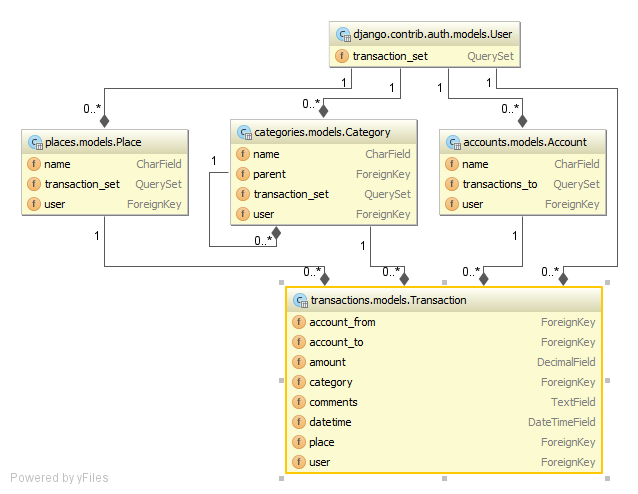 django.contrib.auth.models.User
transaction_set QuerySet
1 1 1 1
0..* 0..* 0..*
places.models.Place
name CharField
transaction_set QuerySet
user ForeignKey
categories.models.Category
name CharField
parent ForeignKey
transaction_set QuerySet
user ForeignKey
accounts.models.Account
name CharField
transactions_to QuerySet
user ForeignKey
1
0..*
1 1 1
0..* 0..* 0..* 0..*
transactions.models.Transaction
account_from ForeignKey
account_to ForeignKey
amount DecimalField
category ForeignKey
comments TextField
datetime DateTimeField
place ForeignKey
user ForeignKey
Powered by yFiles